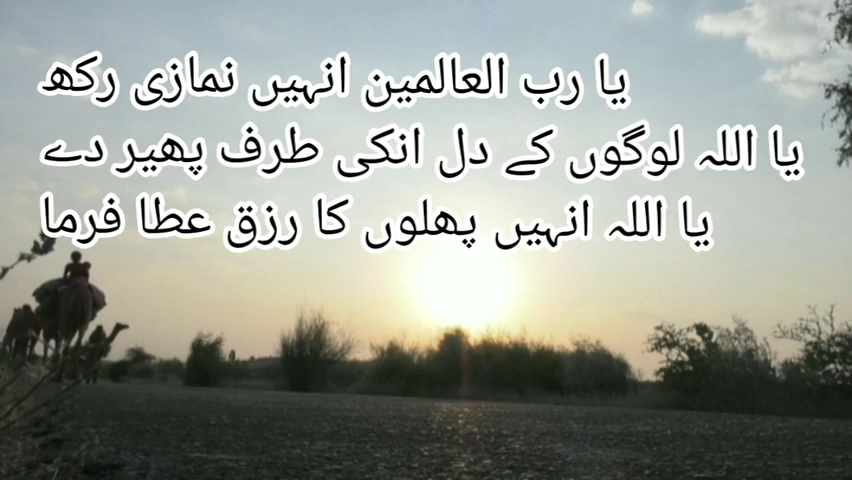 یا رب العالمین انہیں نمازی رکھ
یا اللہ لوگوں کے دل انکی طرف پھیر دے
یا اللہ انہیں پھلوں کا رزق عطا فرما